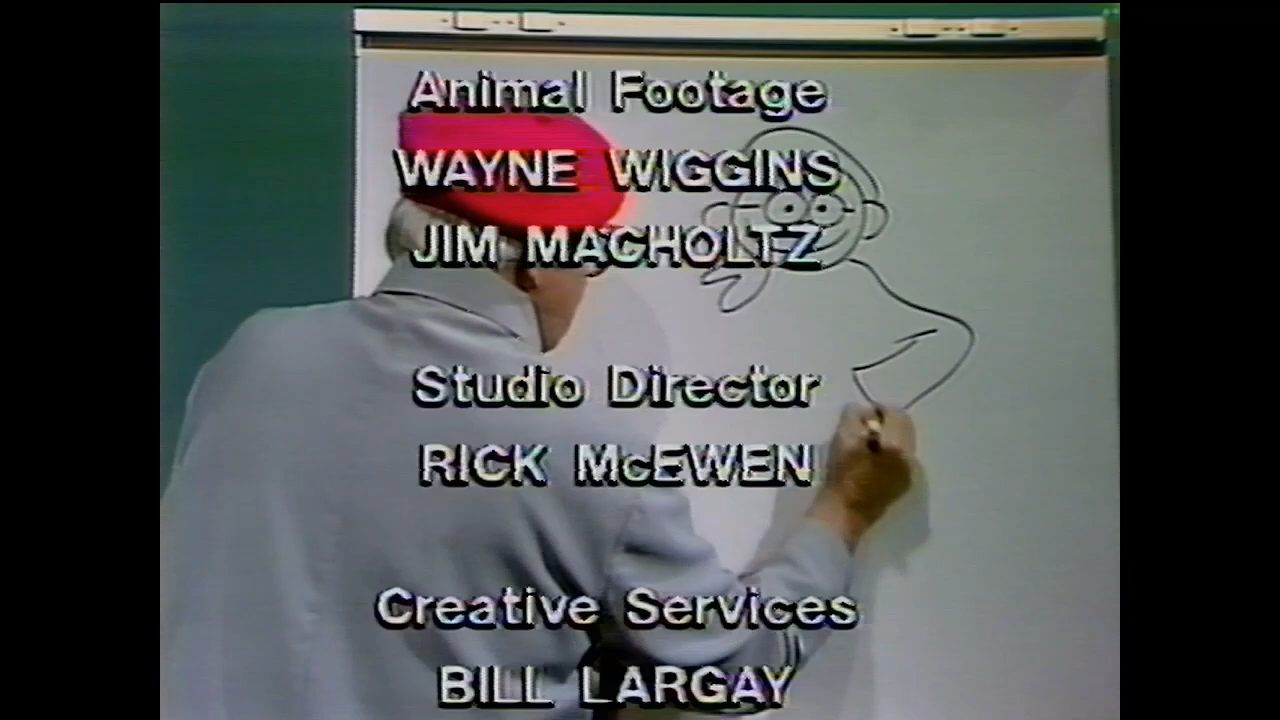 Animal Footage
WAYNE WIGGINS
JIM MACHOLTZ
Studio Director
RICK McEWEN
Creative Services
BILL LARGAY